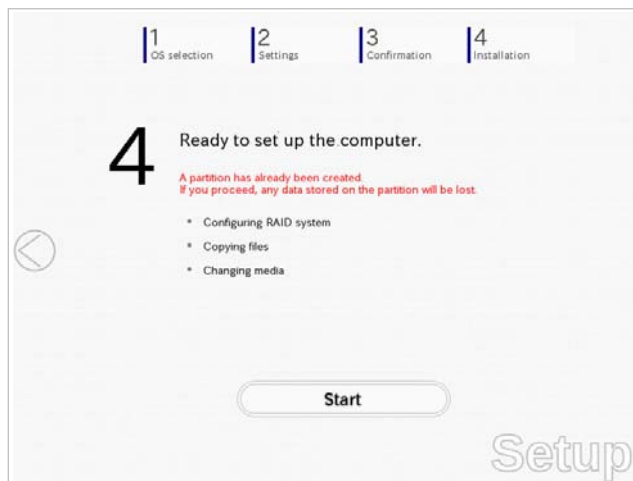 1
OS selection
2
Settings
3
Confirmation
4
Installation
4
Ready to set up the computer.
A partition has already been created.
If you proceed, any data stored on the partition will be lost.
Configuring RAID system
Copying files
Changing media
Start
Setup